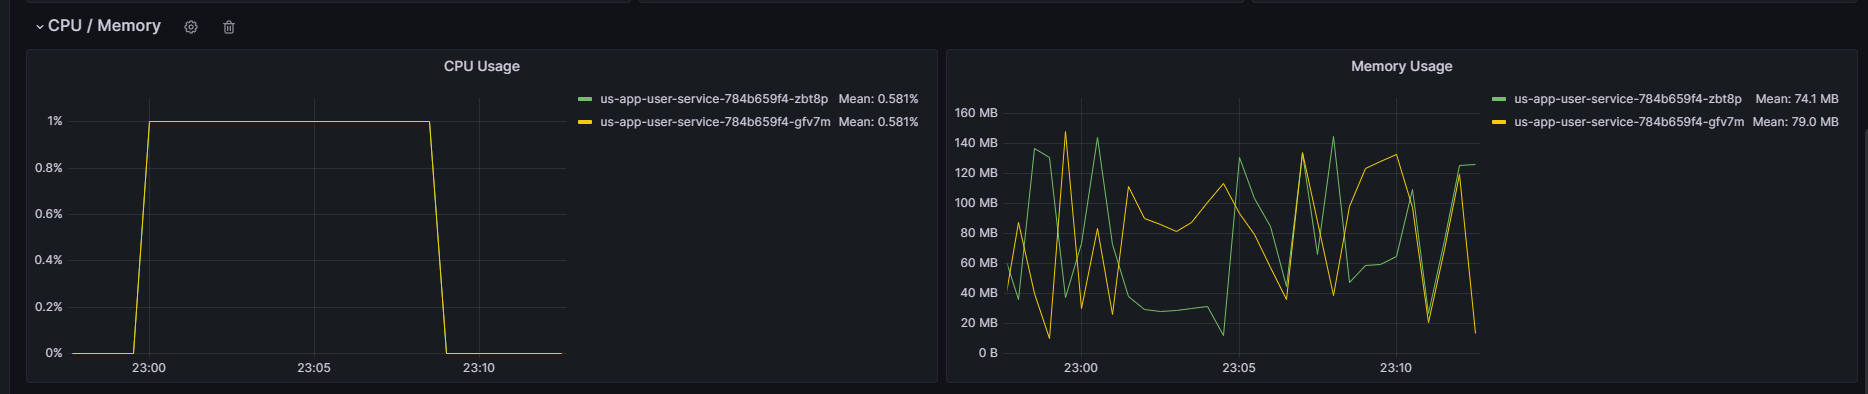 CPU / Memory
CPU Usage
us-app-user-service-784b659f4-zbt8p Mean: 0.581%
us-app-user-service-784b659f4-gfv7m Mean: 0.581%
1%
0.8%
0.6%
0.4%
0.2%
0%
23:00 23:05 23:10
Memory Usage
us-app-user-service-784b659f4-zbt8p Mean: 74.1 MB
us-app-user-service-784b659f4-gfv7m Mean: 79.0 MB
160 MB
140 MB
120 MB
100 MB
80 MB
60 MB
40 MB
20 MB
0 B
23:00 23:05 23:10